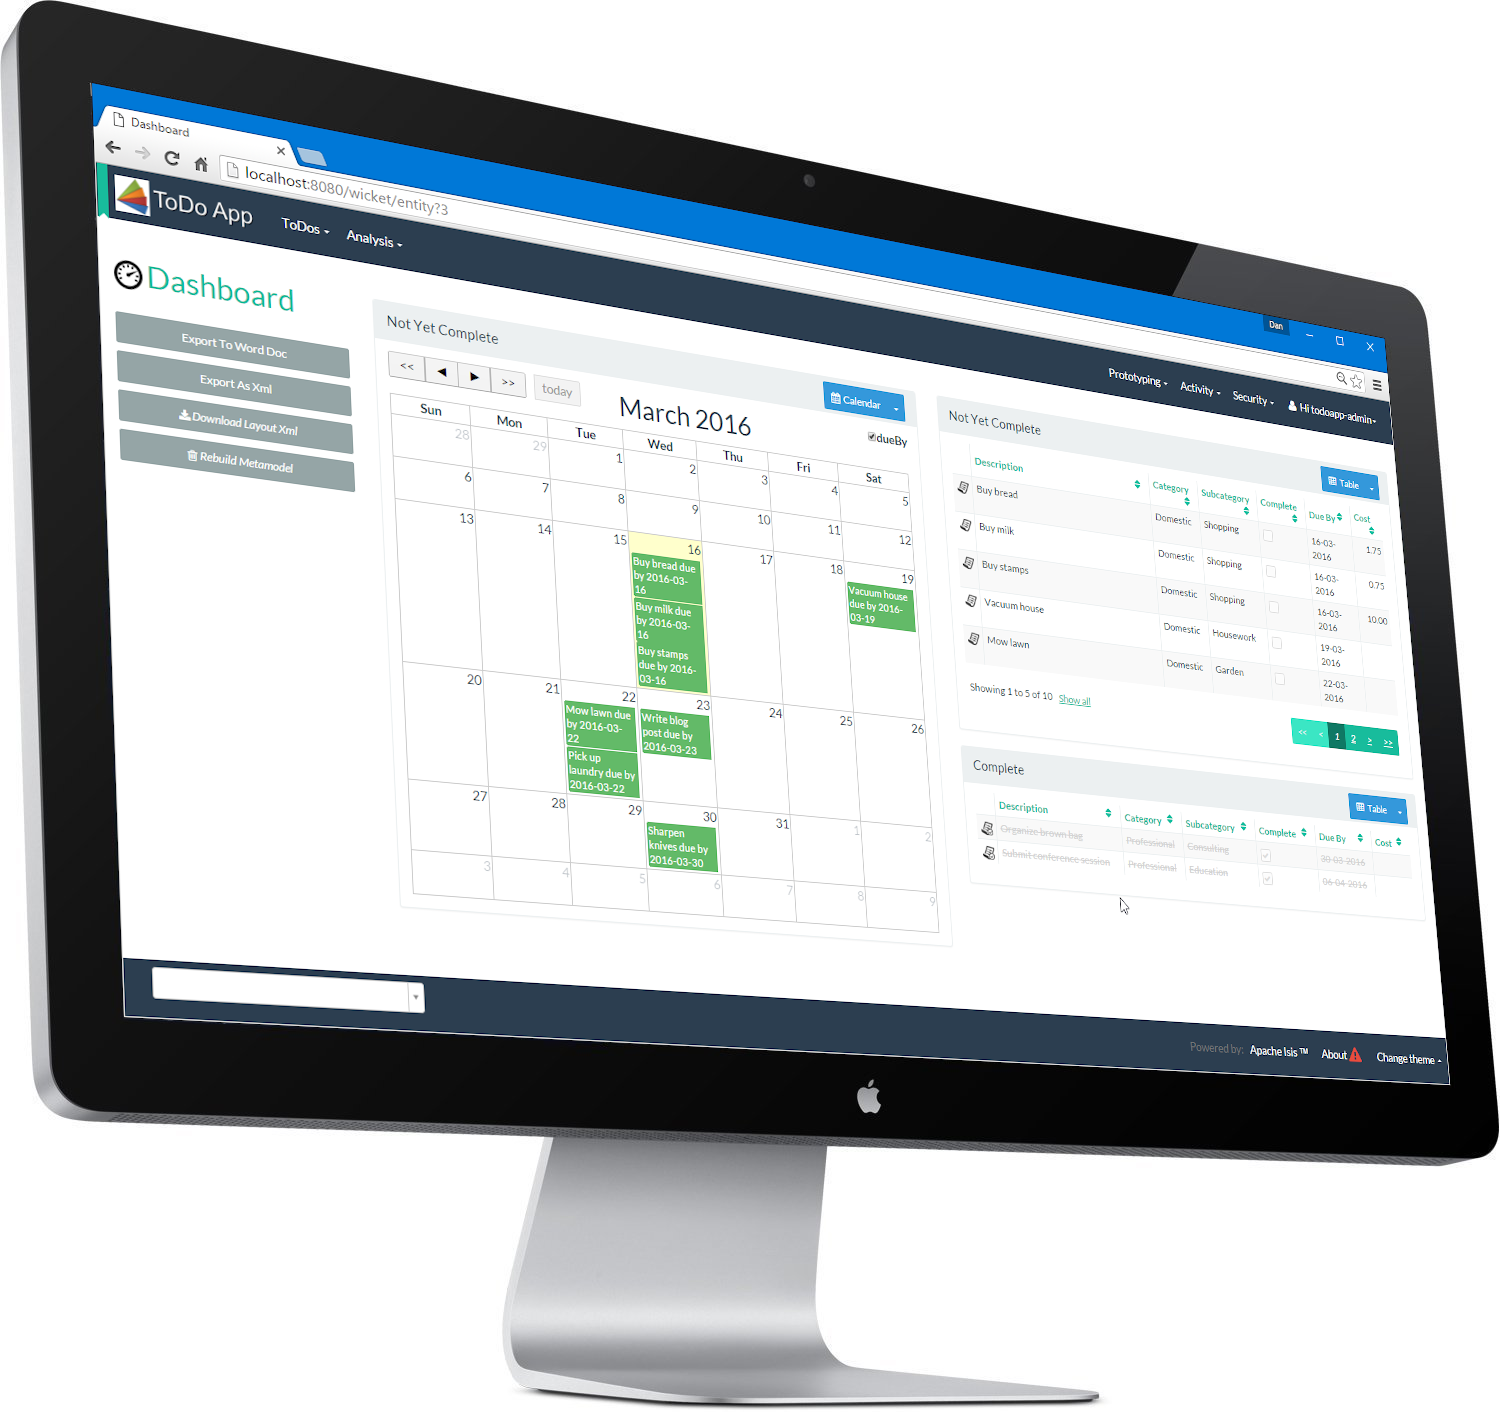 Dashboard
localhost:8080/wicket/entity?3
Dan
ToDo App
ToDos
Analysis
Prototyping
Activity
Security
Hi todoapp-admin
Dashboard
Export To Word Doc
Export As Xml
Download Layout Xml
Rebuild Metamodel
Not Yet Complete
<<
>>
today
March 2016
Calendar
dueBy
Sun Mon Tue Wed Thu Fri Sat
28 29 1 2 3 4 5
6 7 8 9 10 11 12
13 14 15 16 17 18 19
Buy bread due
by 2016-03-
16
Buy milk due
by 2016-03-
16
Buy stamps
due by 2016-
03-16
Vacuum house
due by 2016-
03-19
20 21 22 23 24 25 26
Mow lawn due
by 2016-03-
22
Pick up
laundry due by
2016-03-22
Write blog
post due by
2016-03-23
27 28 29 30 31 1 2
Sharpen
knives due by
2016-03-30
3 4 5 6 7 8 9
Not Yet Complete
Table
Description Category Subcategory Complete Due By Cost
Buy bread Domestic Shopping 16-03-
2016 1.75
Buy milk Domestic Shopping 16-03-
2016 0.75
Buy stamps Domestic Shopping 16-03-
2016 10.00
Vacuum house Domestic Housework 19-03-
2016
Mow lawn Domestic Garden 22-03-
2016
Showing 1 to 5 of 10 Show all
<< < 1 2 > >>
Complete
Table
Description Category Subcategory Complete Due By Cost
Organize brown bag Professional Consulting 30-03-2016
Submit conference session Professional Education 06-04-2016
Powered by: Apache Isis ™ About Change theme